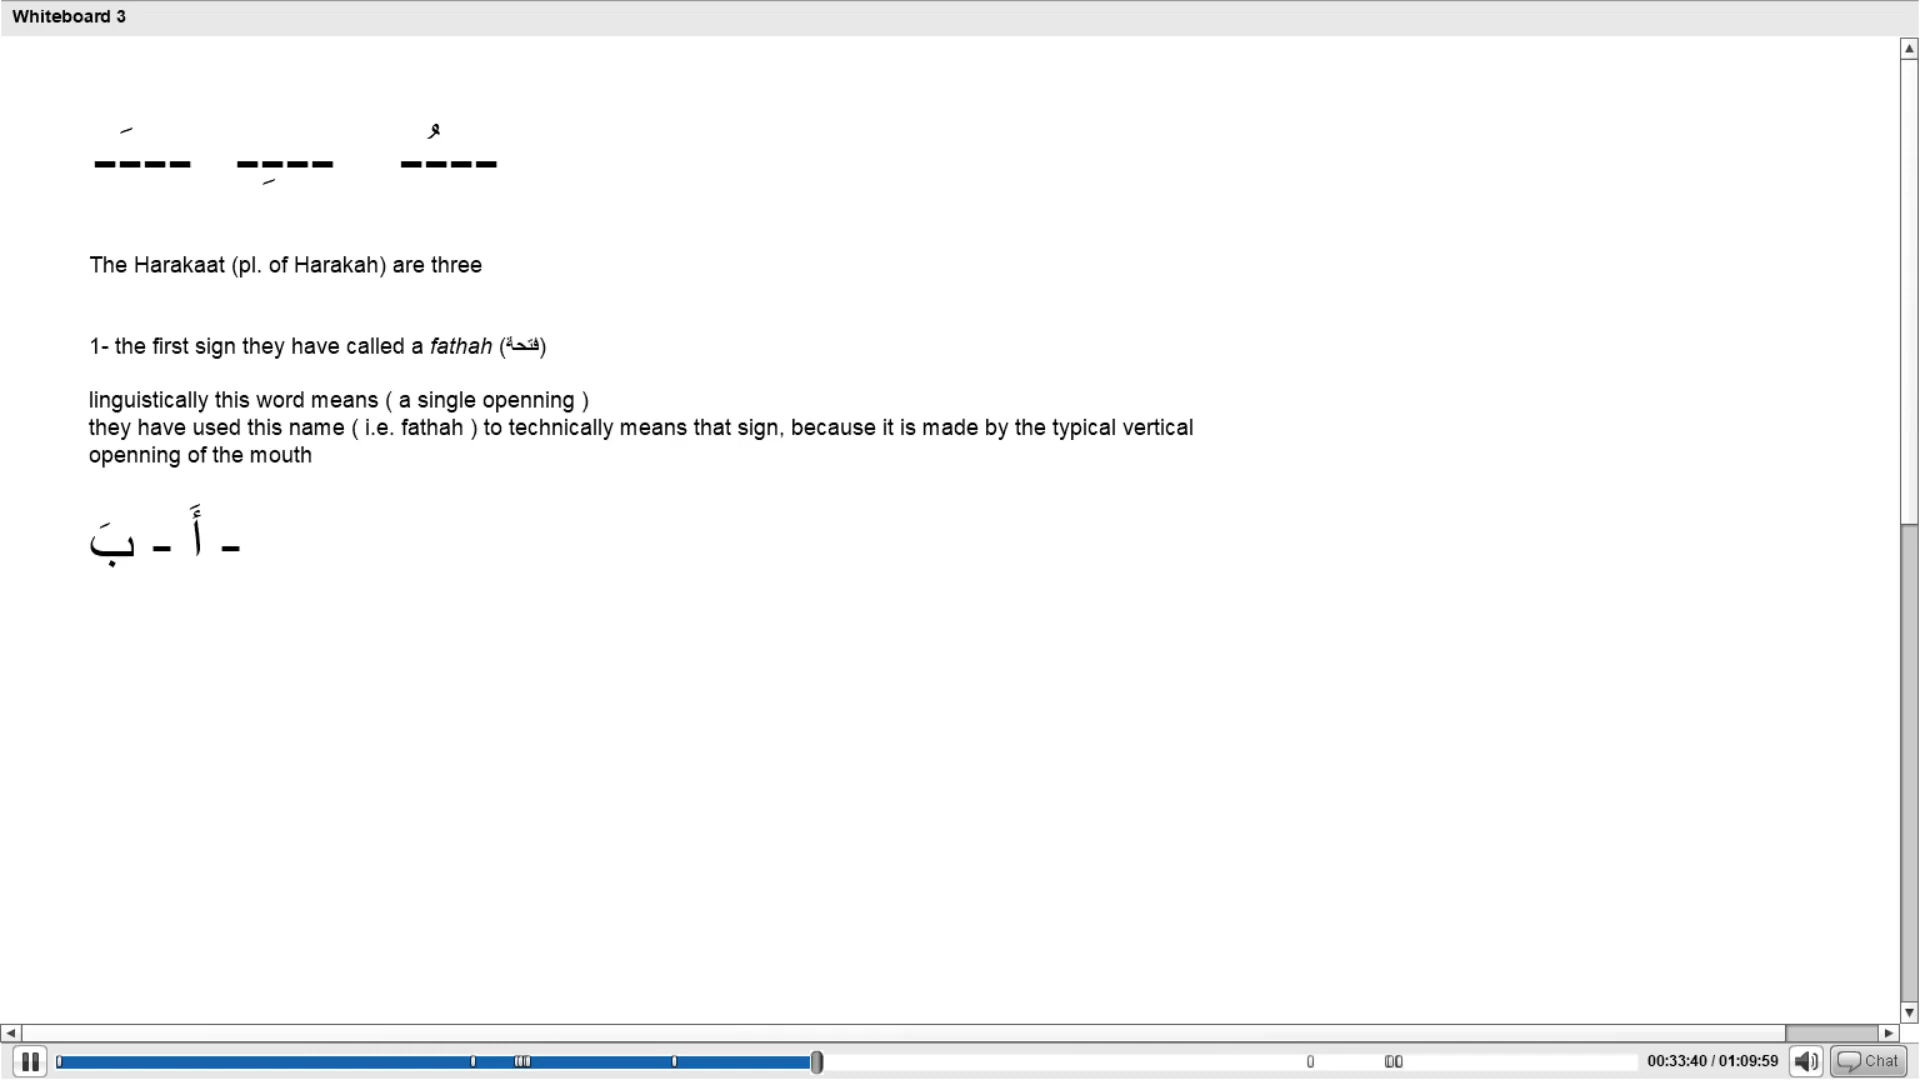 Whiteboard 3
---َ- ---ِ- ---ُ-
The Harakaat (pl. of Harakah) are three
1- the first sign they have called a fathah (فتحة)
linguistically this word means ( a single openning )
they have used this name ( i.e. fathah ) to technically means that sign, because it is made by the typical vertical
openning of the mouth
- أَ - بَ
00:33:40 / 01:09:59 Chat